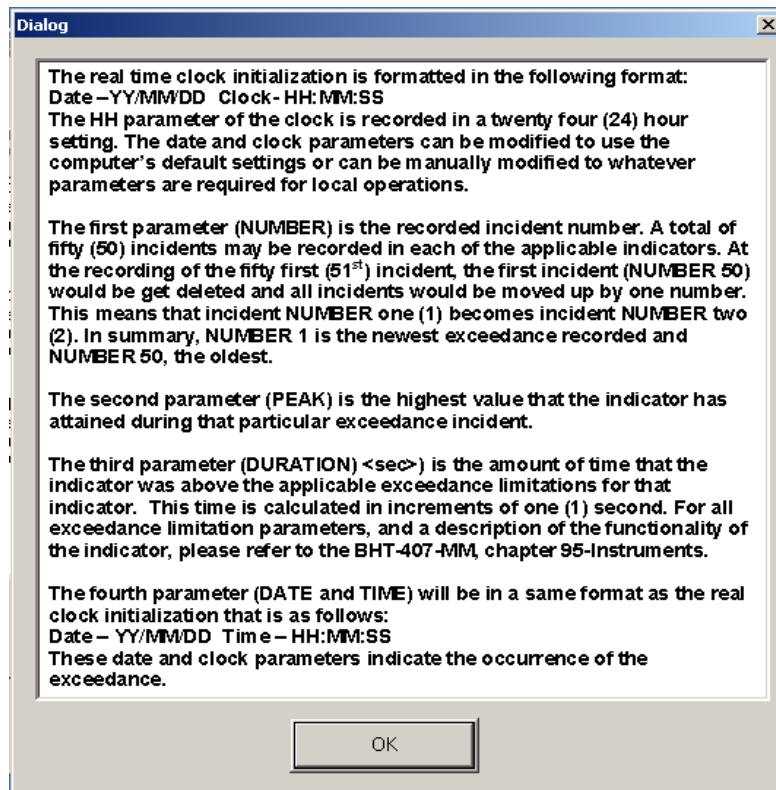 Dialog
The real time clock initialization is formatted in the following format:
Date–YY/MM/DD Clock- HH:MM:SS
The HH parameter of the clock is recorded in a twenty four (24) hour
setting. The date and clock parameters can be modified to use the
computer's default settings or can be manually modified to whatever
parameters are required for local operations.
The first parameter (NUMBER) is the recorded incident number. A total of
fifty (50) incidents may be recorded in each of the applicable indicators. At
the recording of the fifty first (51st) incident, the first incident (NUMBER 50)
would be get deleted and all incidents would be moved up by one number.
This means that incident NUMBER one (1) becomes incident NUMBER two
(2). In summary, NUMBER 1 is the newest exceedance recorded and
NUMBER 50, the oldest.
The second parameter (PEAK) is the highest value that the indicator has
attained during that particular exceedance incident.
The third parameter (DURATION) <sec>) is the amount of time that the
indicator was above the applicable exceedance limitations for that
indicator. This time is calculated in increments of one (1) second. For all
exceedance limitation parameters, and a description of the functionality of
the indicator, please refer to the BHT-407-MM, chapter 95-Instruments.
The fourth parameter (DATE and TIME) will be in a same format as the real
clock initialization that is as follows:
Date – YY/MM/DD Time – HH:MM:SS
These date and clock parameters indicate the occurrence of the
exceedance.
OK